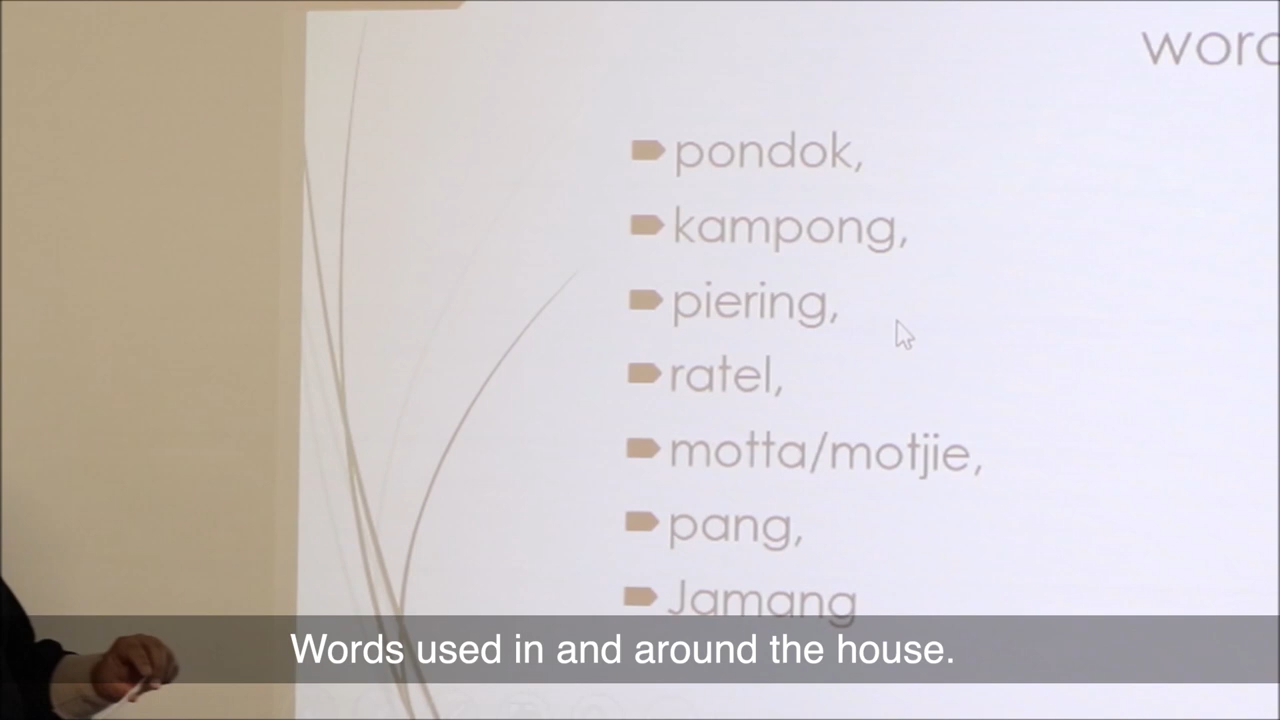 pondok,
kampong,
piering,
ratel,
motta/motjie,
pang,
Jamang
Words used in and around the house.